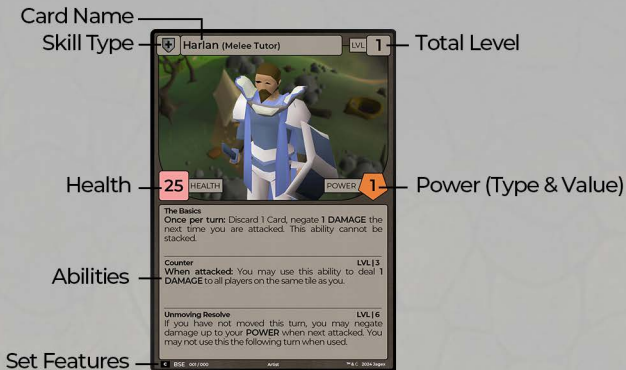 Card Name
Skill Type
Harlan (Melee Tutor)
LVL 1
Total Level
Health
25 HEALTH
POWER 1
Power (Type & Value)
The Basics
Once per turn: Discard 1 Card, negate 1 DAMAGE the
next time you are attacked. This ability cannot be
stacked.
Counter LVL | 3
When attacked: You may use this ability to deal 1
DAMAGE to all players on the same tile as you.
Abilities
Unmoving Resolve LVL | 6
If you have not moved this turn, you may negate
damage up to your POWER when next attacked. You
may not use this the following turn when used.
Set Features
C BSE 001/000 Artist ™ & © 2024 Jagex